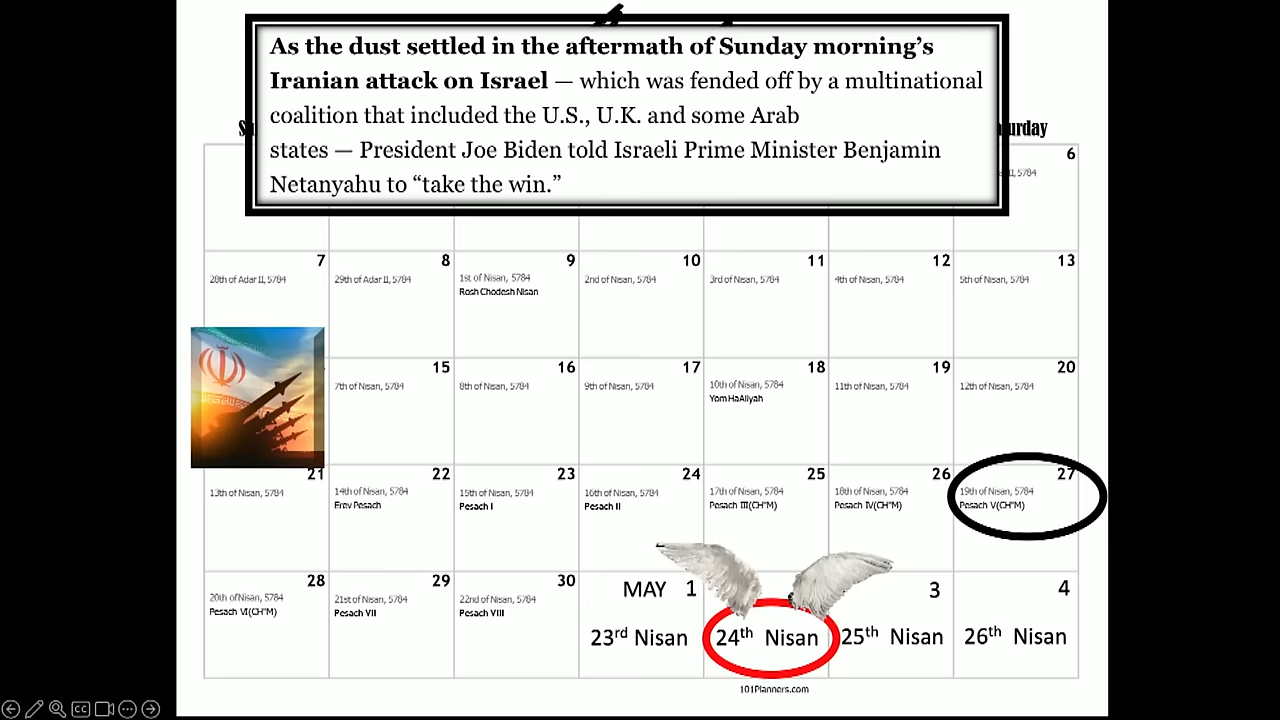 As the dust settled in the aftermath of Sunday morning's
Iranian attack on Israel — which was fended off by a multinational
coalition that included the U.S., U.K. and some Arab
states — President Joe Biden told Israeli Prime Minister Benjamin
Netanyahu to “take the win.”
6
7 8 9 10 11 12 13
28th of Adar II, 5784 29th of Adar II, 5784 1st of Nisan, 5784 2nd of Nisan, 5784 3rd of Nisan, 5784 4th of Nisan, 5784 5th of Nisan, 5784
Rosh Chodesh Nisan
15 16 17 18 19 20
7th of Nisan, 5784 8th of Nisan, 5784 9th of Nisan, 5784 10th of Nisan, 5784 11th of Nisan, 5784 12th of Nisan, 5784
Yom HaAliyah
21 22 23 24 25 26 27
13th of Nisan, 5784 14th of Nisan, 5784 15th of Nisan, 5784 16th of Nisan, 5784 17th of Nisan, 5784 18th of Nisan, 5784 19th of Nisan, 5784
Erev Pesach Pesach I Pesach II Pesach III(CH"M) Pesach IV(CH"M) Pesach V(CH"M)
28 29 30 MAY 1 3 4
20th of Nisan, 5784 21st of Nisan, 5784 22nd of Nisan, 5784
Pesach VI(CH"M) Pesach VII Pesach VIII
23rd Nisan 24th Nisan 25th Nisan 26th Nisan
101Planners.com
CC